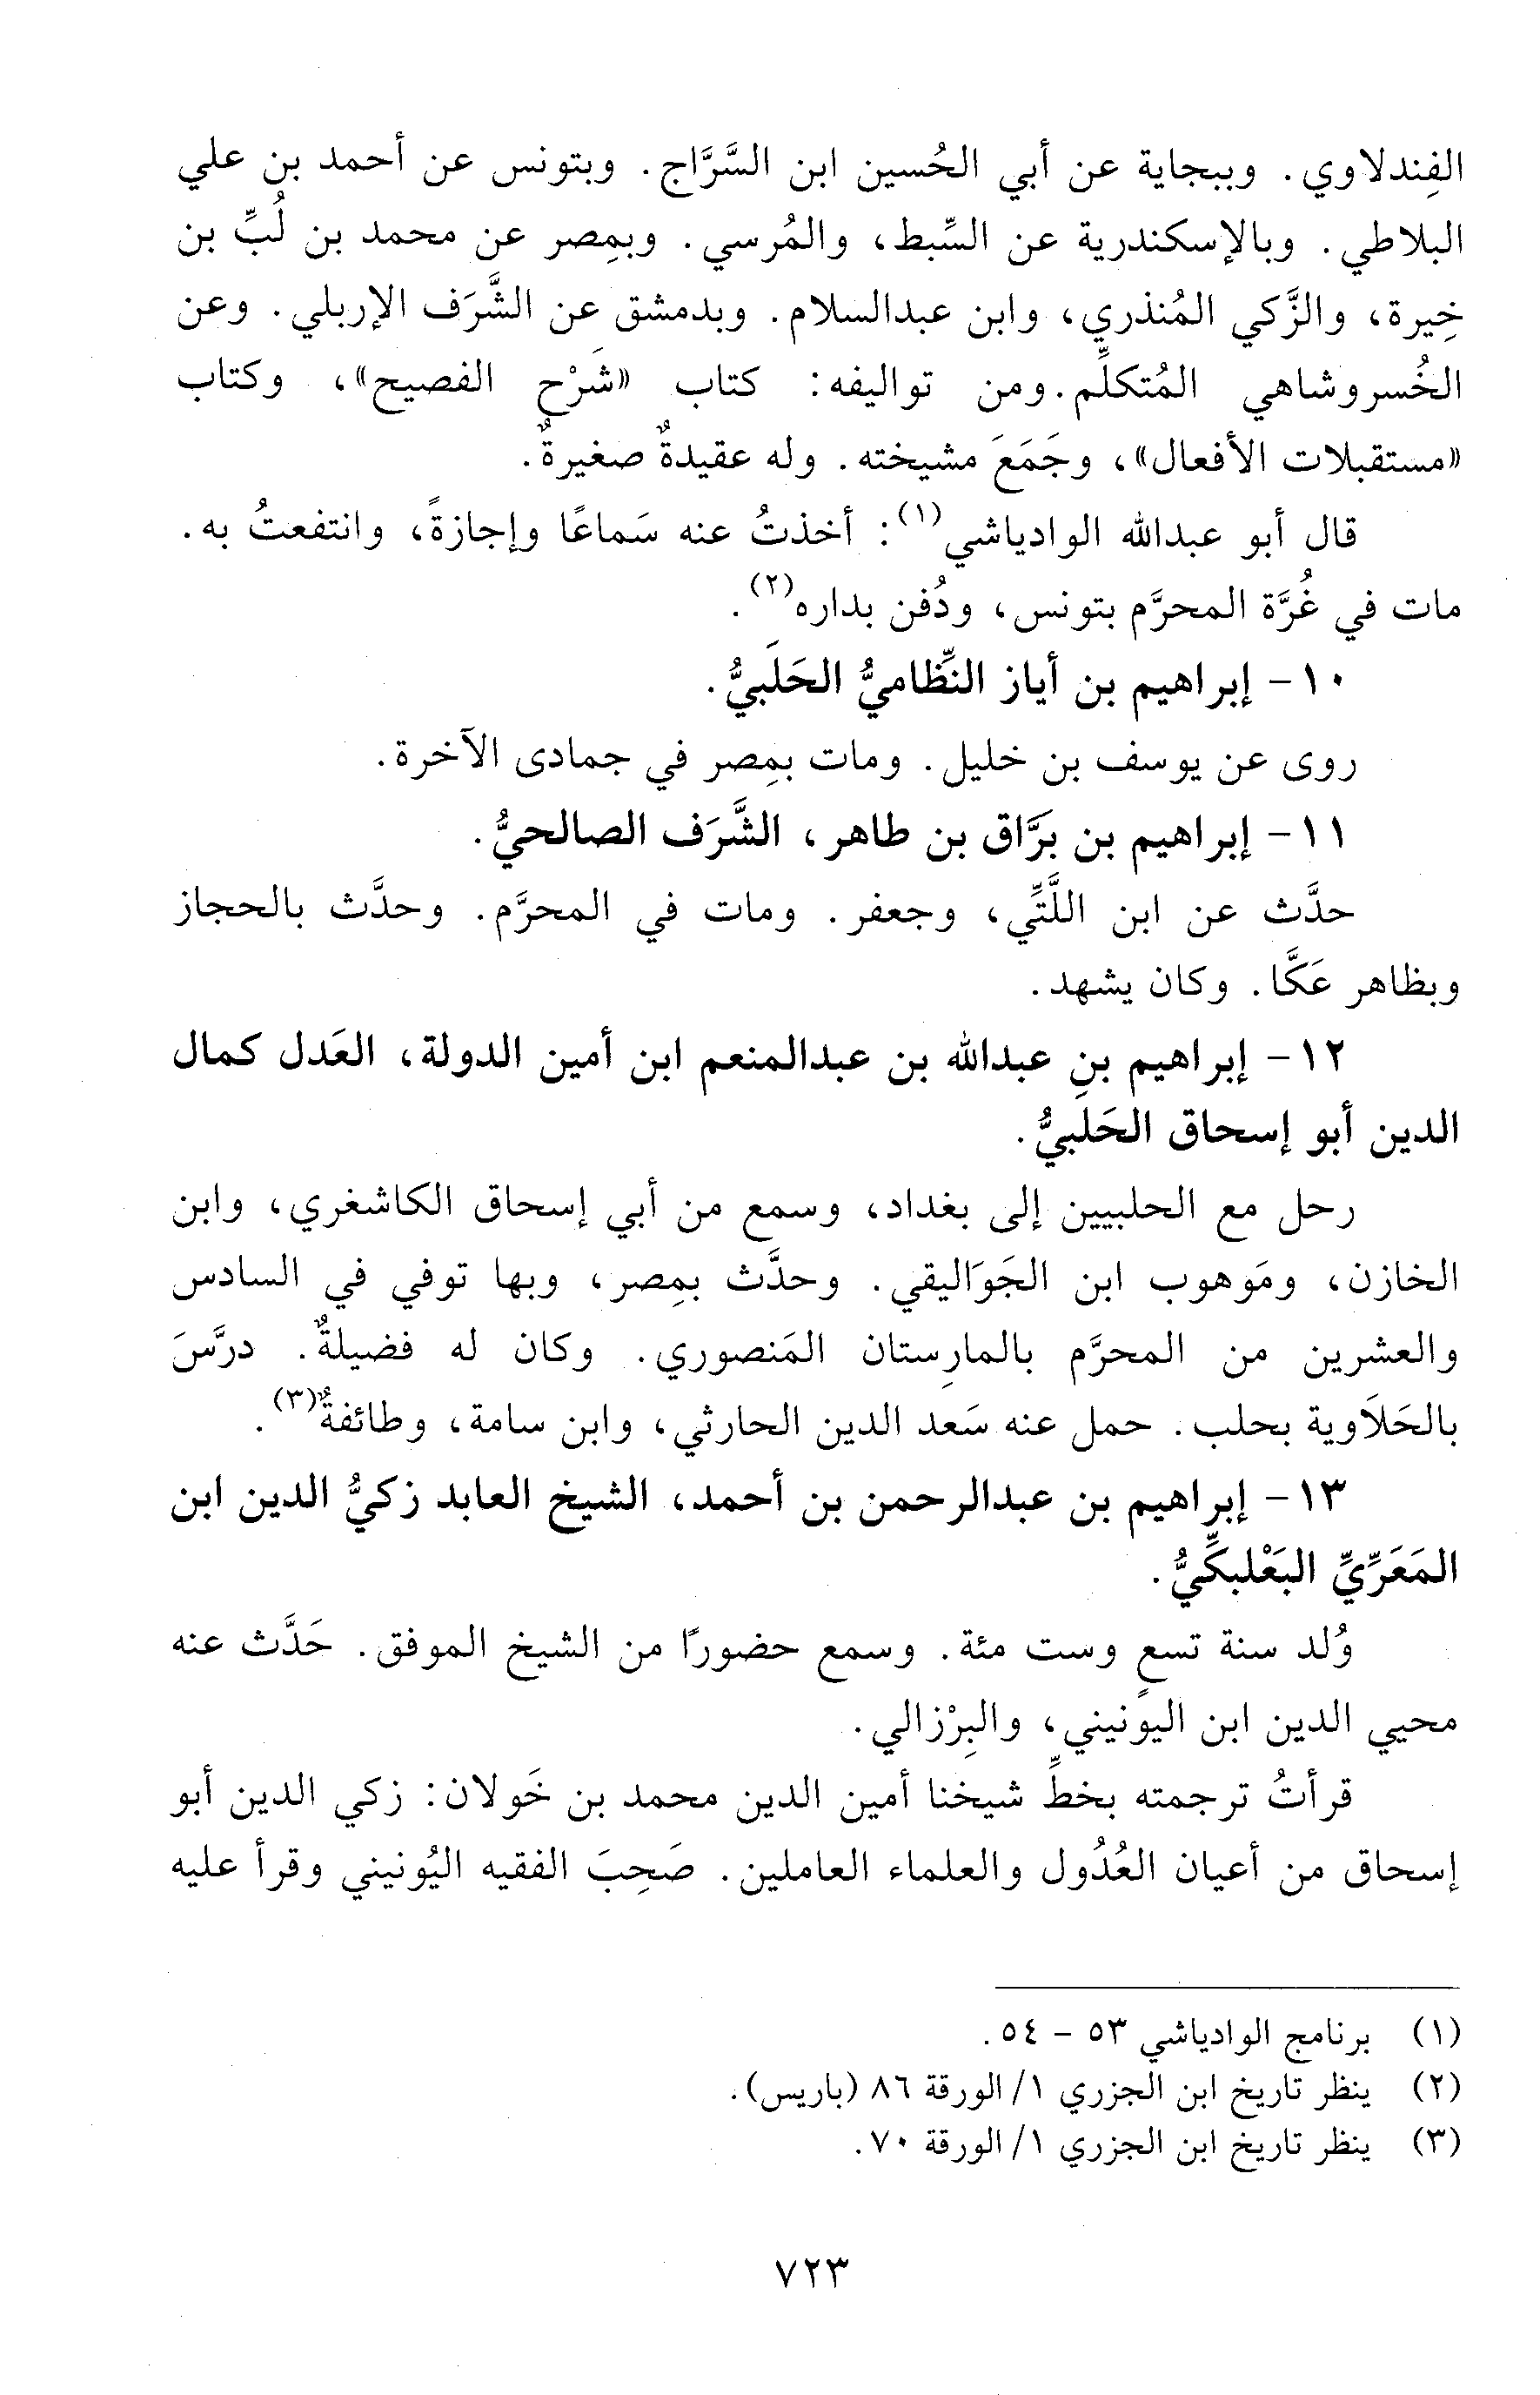 الفِندلاوي. وببجاية عن أبي الحُسين ابن السَّرَّاج. وبتونس عن أحمد بن علي
البلاطي. وبالإسكندرية عن السِّبط، والمُرسي. وبمِصر عن محمد بن لُبِّ بن
خِيرة، والزَّكي المُنذري، وابن عبدالسلام. وبدمشق عن الشَّرَف الإربلي. وعن
الخُسروشاهي المُتكلِّم. ومن تواليفه: كتاب «شَرْح الفصيح»، وكتاب
«مستقبلات الأفعال»، وجَمَعَ مشيخته. وله عقيدةٌ صغيرةٌ.
قال أبو عبدالله الوادياشي(١): أخذتُ عنه سَماعًا وإجازةً، وانتفعتُ به.
مات في غُرَّة المحرَّم بتونس، ودُفن بداره(٢).
١٠- إبراهيم بن أياز النِّظاميُّ الحَلَبيُّ.
روى عن يوسف بن خليل. ومات بمِصر في جمادى الآخرة.
١١- إبراهيم بن بَرَّاق بن طاهر، الشَّرَف الصالحيُّ.
حدَّث عن ابن اللَّتِّي، وجعفر. ومات في المحرَّم. وحدَّث بالحجاز
وبظاهر عَكَّا. وكان يشهد.
١٢- إبراهيم بنِ عبدالله بن عبدالمنعم ابن أمين الدولة، العَدل كمال
الدين أبو إسحاق الحَلبيُّ.
رحل مع الحلبيين إلى بغداد، وسمع من أبي إسحاق الكاشغري، وابن
الخازن، ومَوهوب ابن الجَوَاليقي. وحدَّث بمِصر، وبها توفي في السادس
والعشرين من المحرَّم بالمارِستان المَنصوري. وكان له فضيلةٌ. درَّسَ
بالحَلاَوية بحلب. حمل عنه سَعد الدين الحارثي، وابن سامة، وطائفةٌ(٣).
١٣- إبراهيم بن عبدالرحمن بن أحمد، الشيخ العابد زكيُّ الدين ابن
المَعَرِّيِّ البَعْلبكِّيُّ.
وُلد سنة تسعٍ وست مئة. وسمع حضورًا من الشيخ الموفق. حَدَّث عنه
محيي الدين ابن اليونيني، والبِرْزالي.
قرأتُ ترجمته بخطِّ شيخنا أمين الدين محمد بن خَولان: زكي الدين أبو
إسحاق من أعيان العُدُول والعلماء العاملين. صَحِبَ الفقيه اليُونيني وقرأ عليه
(١) برنامج الوادياشي ٥٣ - ٥٤.
(٢) ينظر تاريخ ابن الجزري ١/ الورقة ٨٦ (باريس).
(٣) ينظر تاريخ ابن الجزري ١/ الورقة ٧٠.
٧٢٣